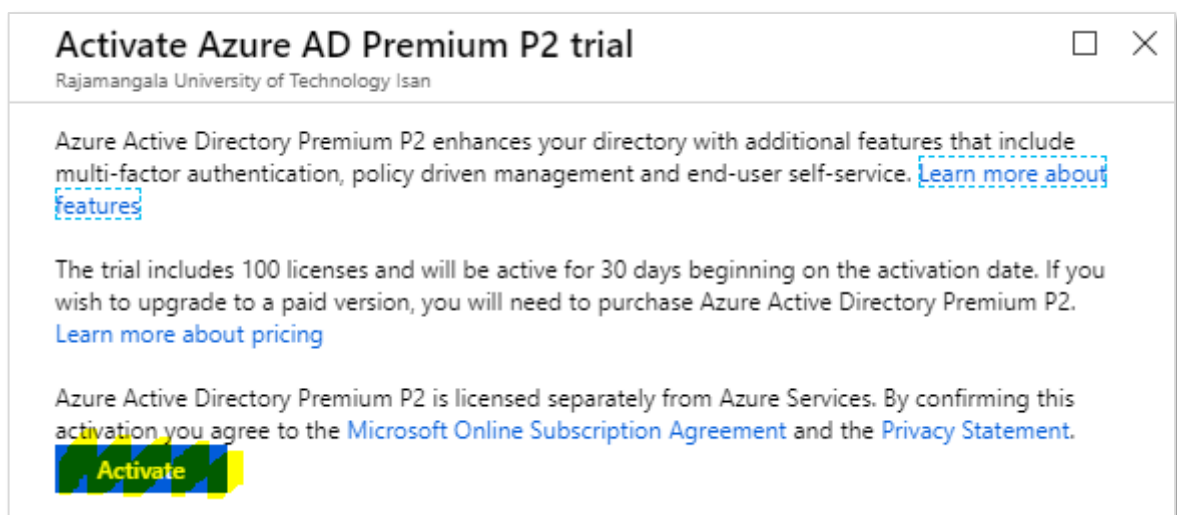 Activate Azure AD Premium P2 trial
Rajamangala University of Technology Isan
Azure Active Directory Premium P2 enhances your directory with additional features that include
multi-factor authentication, policy driven management and end-user self-service. Learn more about
features
The trial includes 100 licenses and will be active for 30 days beginning on the activation date. If you
wish to upgrade to a paid version, you will need to purchase Azure Active Directory Premium P2.
Learn more about pricing
Azure Active Directory Premium P2 is licensed separately from Azure Services. By confirming this
activation you agree to the Microsoft Online Subscription Agreement and the Privacy Statement.
Activate